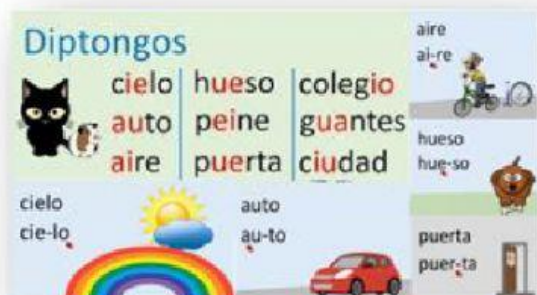 Diptongos
cielo hueso colegio
auto peine guantes
aire puerta ciudad
aire
ai-re
hueso
hue-so
cielo
cie-lo
auto
au-to
puerta
puer-ta